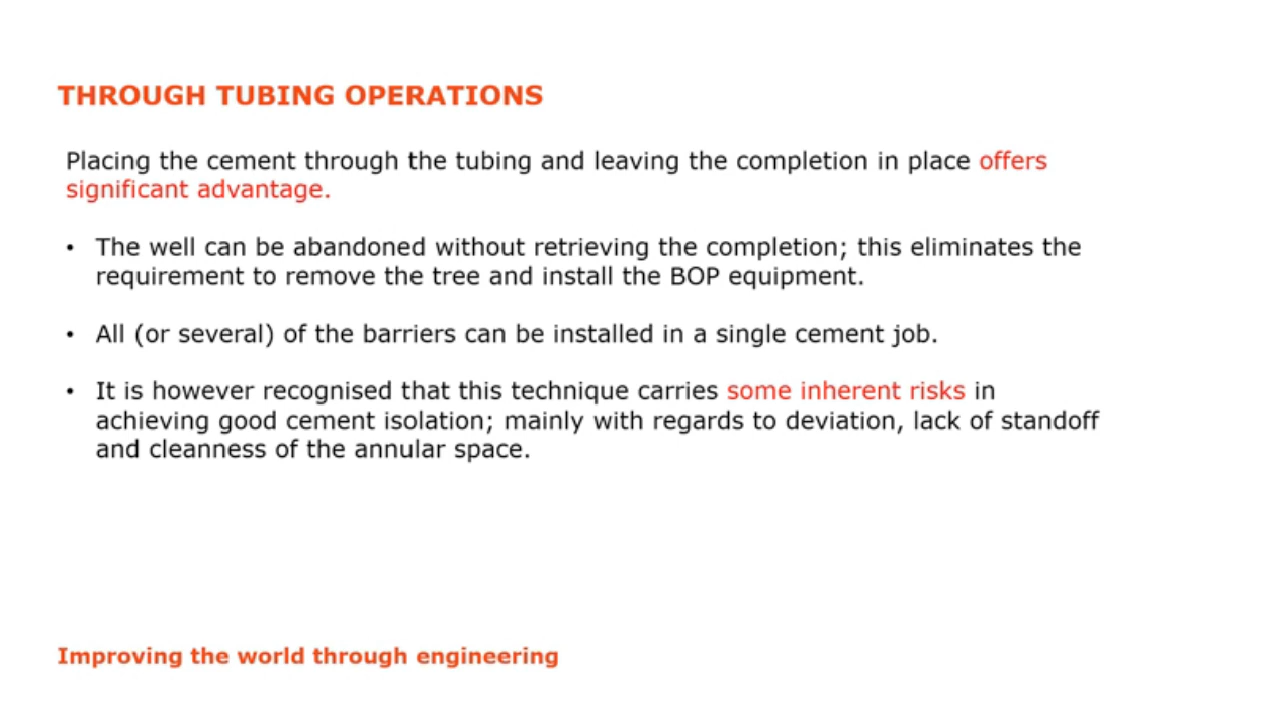 THROUGH TUBING OPERATIONS
Placing the cement through the tubing and leaving the completion in place offers
significant advantage.
• The well can be abandoned without retrieving the completion; this eliminates the
requirement to remove the tree and install the BOP equipment.
• All (or several) of the barriers can be installed in a single cement job.
• It is however recognised that this technique carries some inherent risks in
achieving good cement isolation; mainly with regards to deviation, lack of standoff
and cleanness of the annular space.
Improving the world through engineering